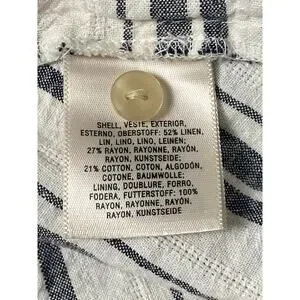 SHELL, VESTE, EXTERIOR,
ESTERNO, OBERSTOFF: 52% LINEN,
LIN, LINO, LINO, LEINEN;
27% RAYON, RAYONNE, RAYÓN,
RAYON, KUNSTSEIDE;
21% COTTON, COTON, ALGODÓN,
COTONE, BAUMWOLLE;
LINING, DOUBLURE, FORRO,
FODERA, FUTTERSTOFF: 100%
RAYON, RAYONNE, RAYÓN,
RAYON, KUNSTSEIDE